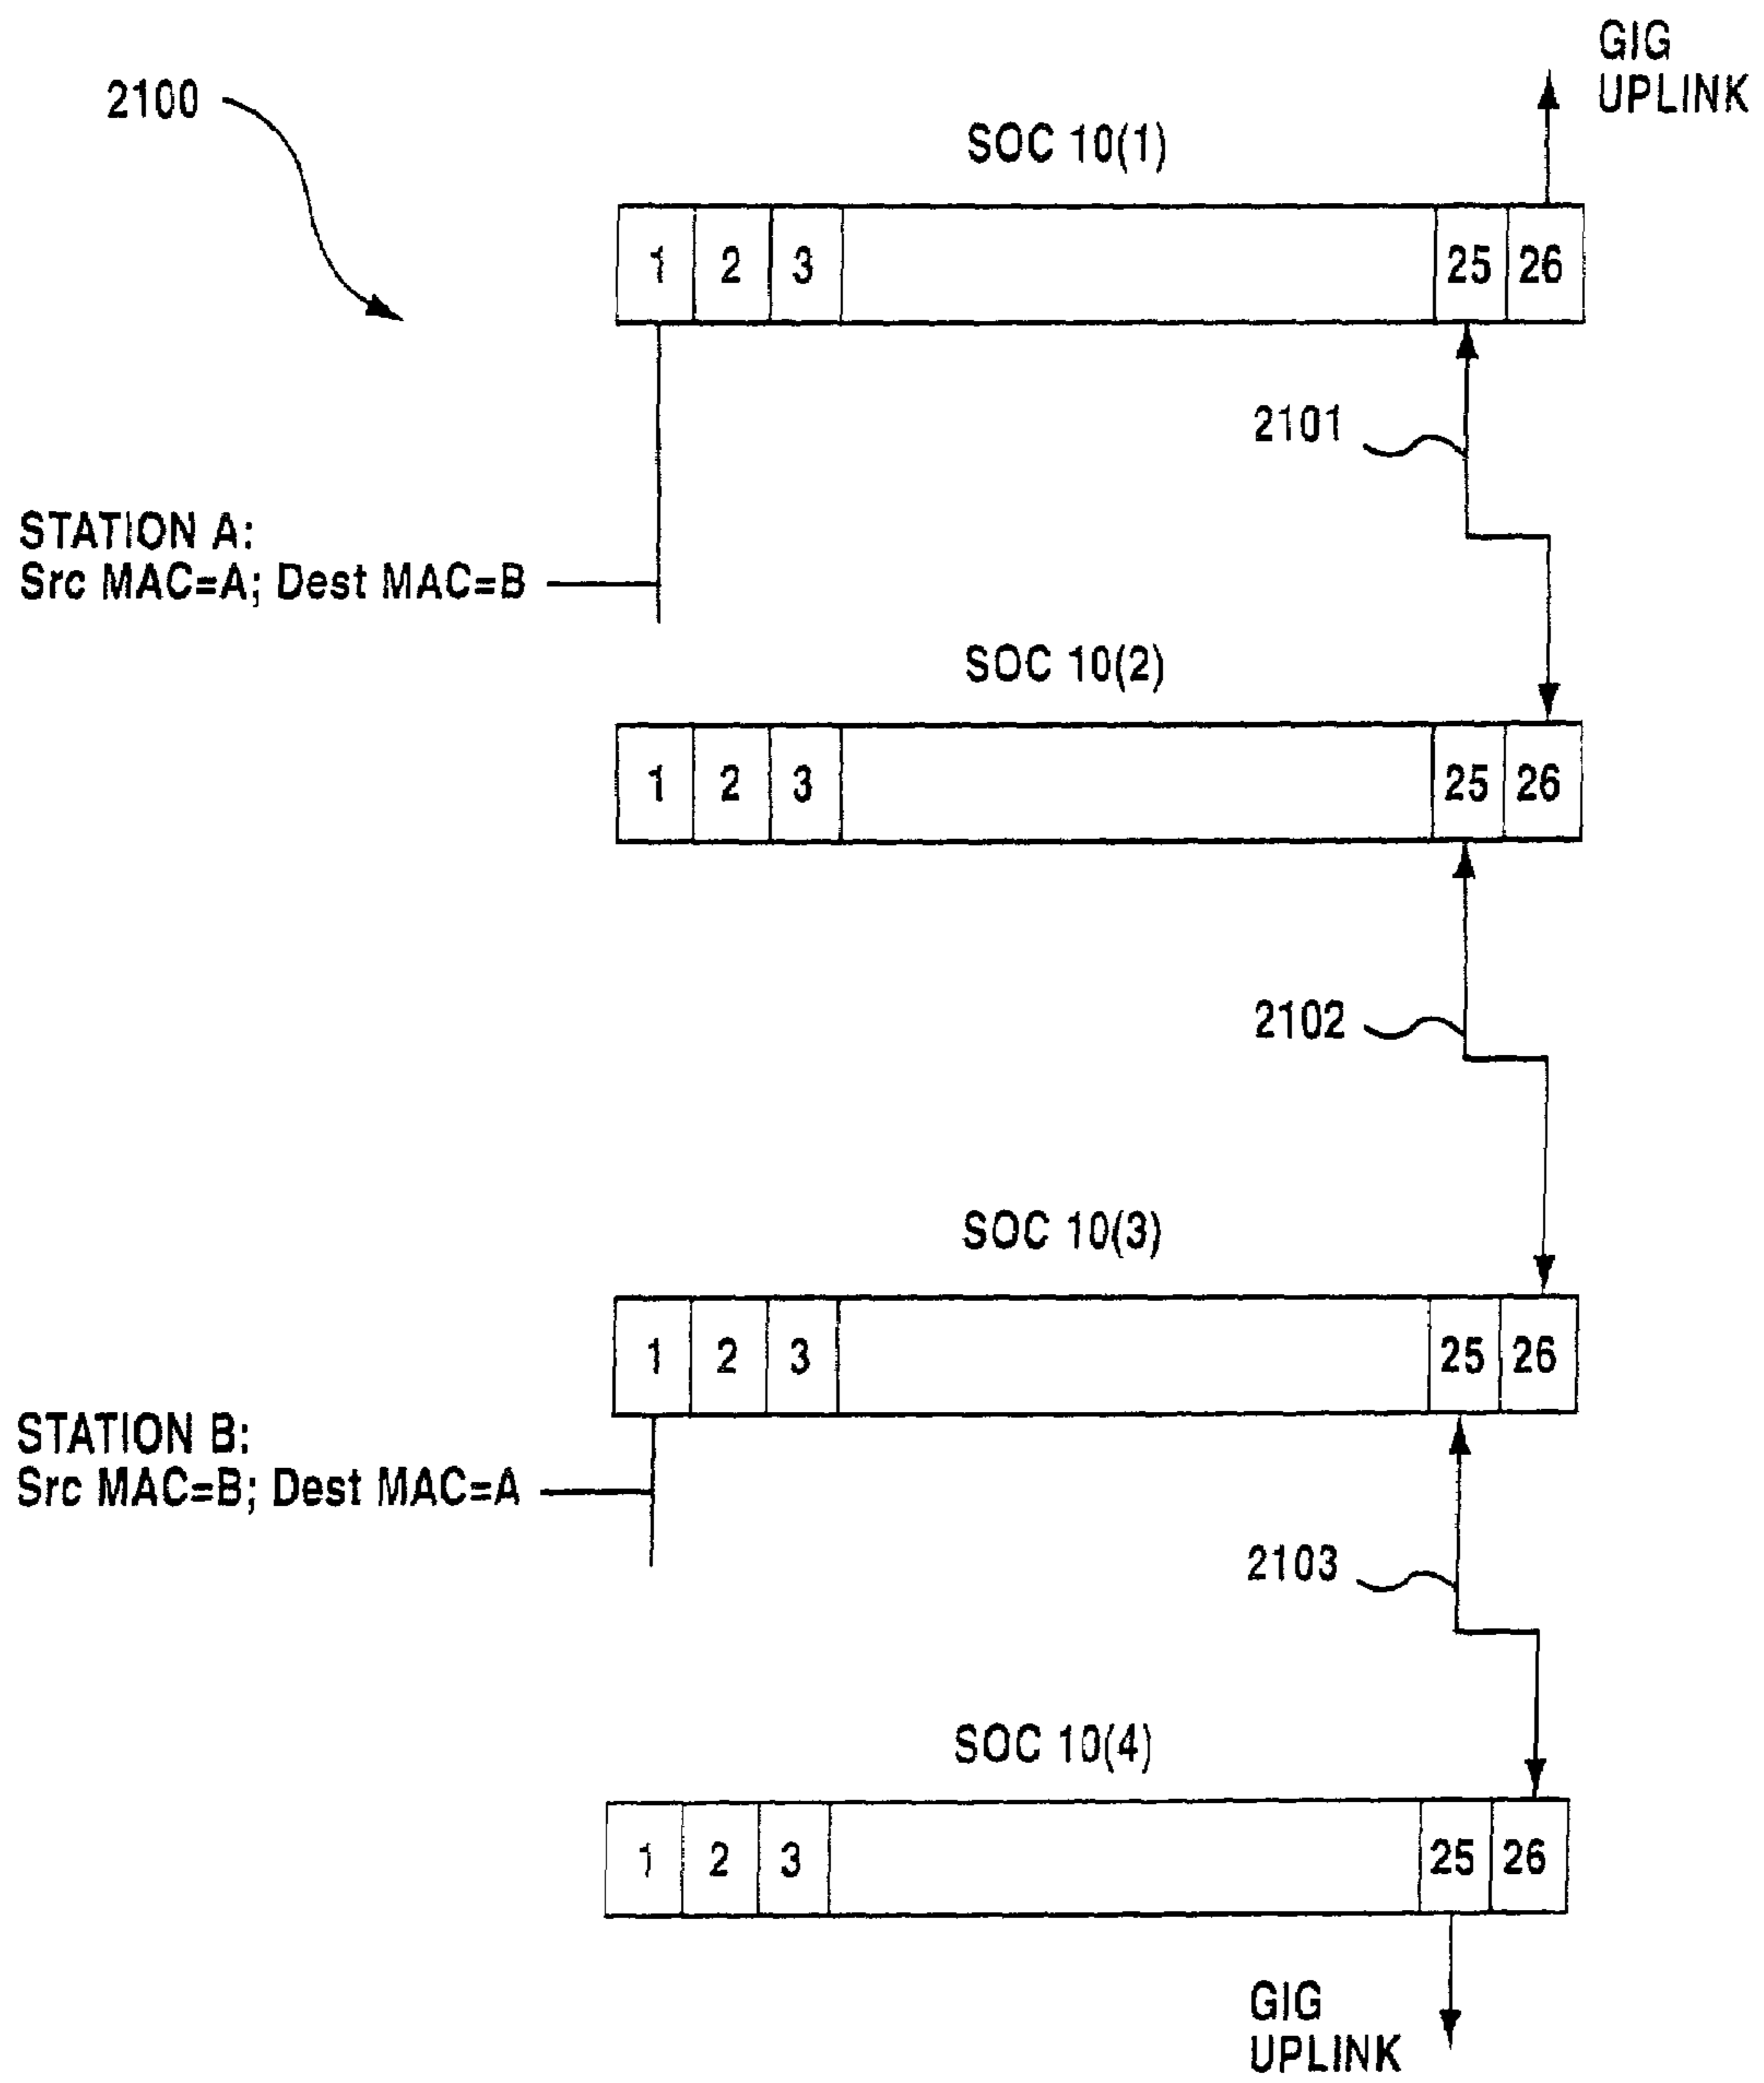 GIG
UPLINK
2100
SOC 10(1)
1 2 3 25 26
2101
STATION A:
Src MAC=A; Dest MAC=B
SOC 10(2)
1 2 3 25 26
2102
SOC 10(3)
1 2 3 25 26
STATION B:
Src MAC=B; Dest MAC=A
2103
SOC 10(4)
1 2 3 25 26
GIG
UPLINK